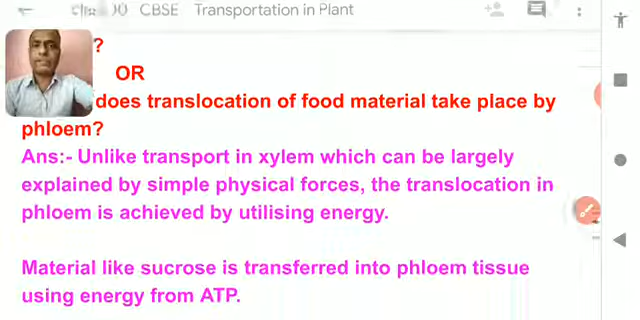 CBSE Transportation in Plant
?
OR
does translocation of food material take place by
phloem?
Ans:- Unlike transport in xylem which can be largely
explained by simple physical forces, the translocation in
phloem is achieved by utilising energy.
Material like sucrose is transferred into phloem tissue
using energy from ATP.